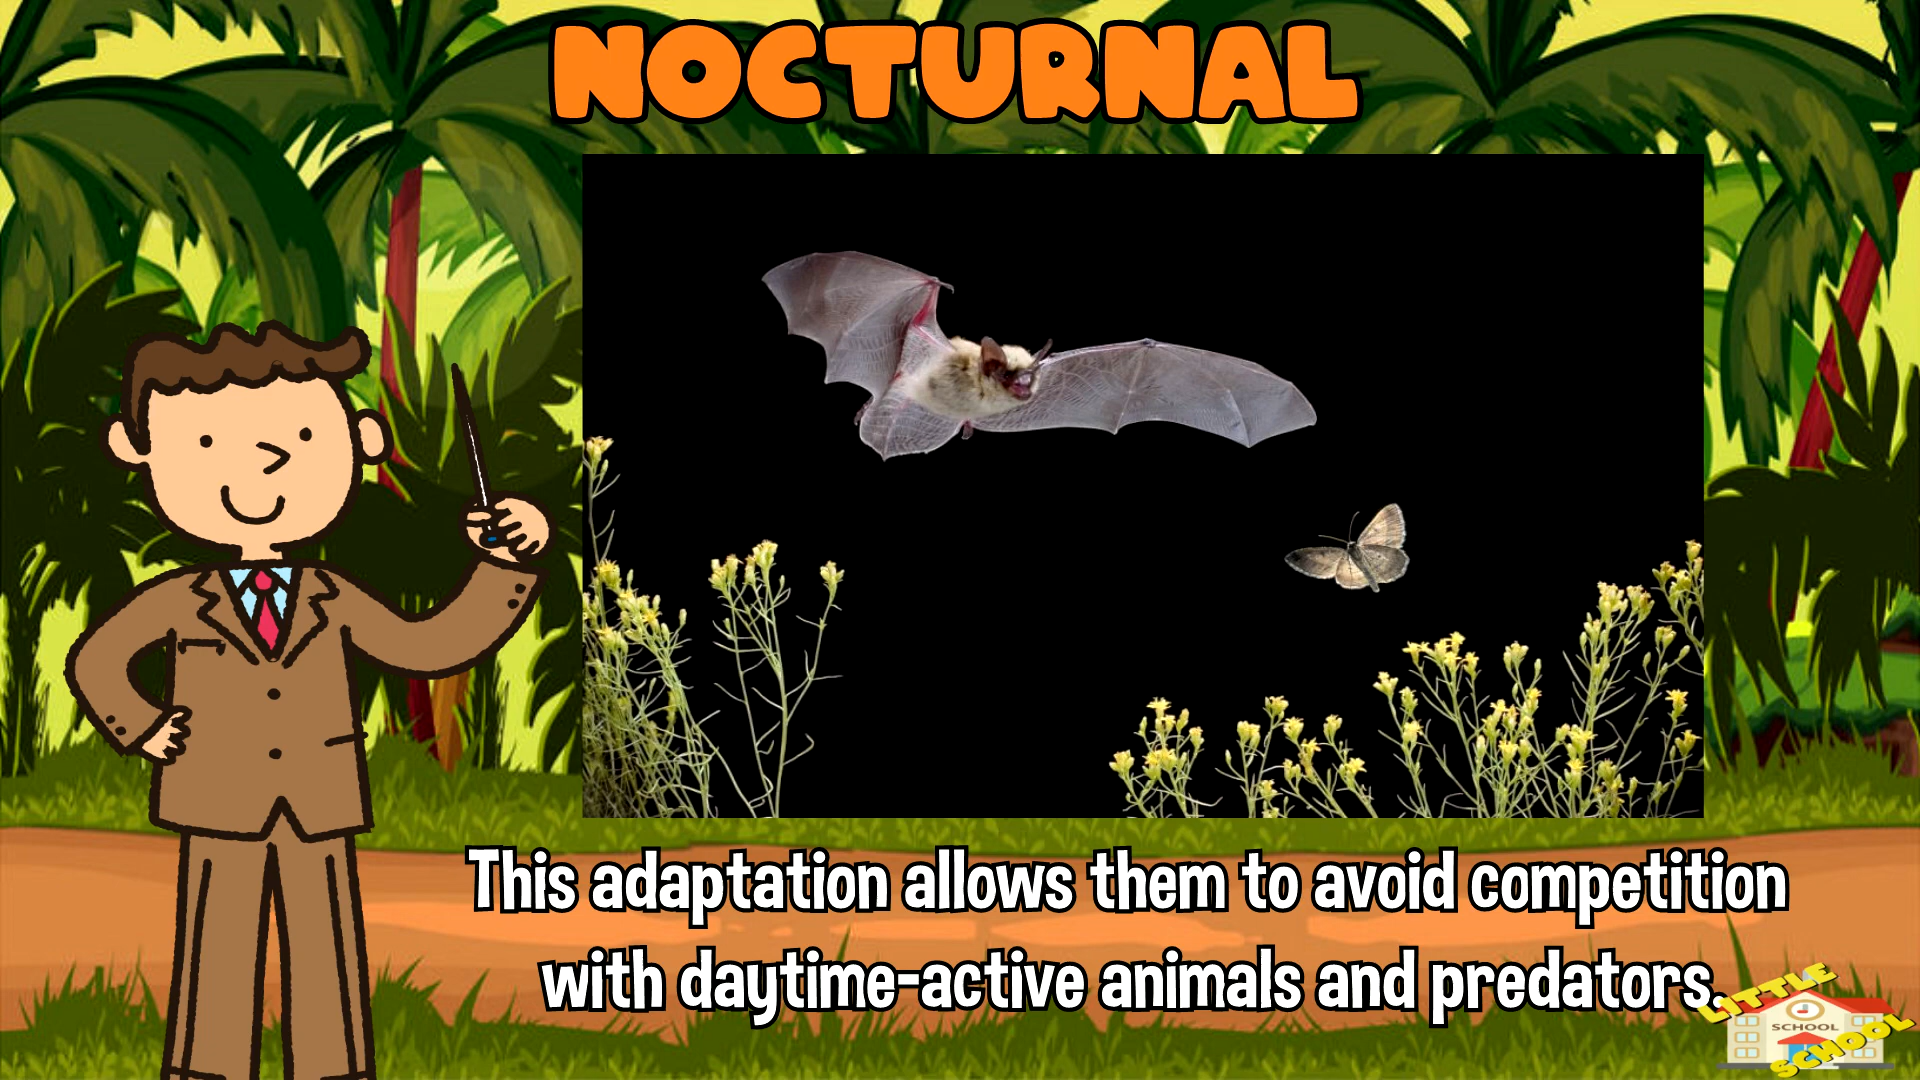 NOCTURNAL
This adaptation allows them to avoid competition
with daytime-active animals and predators.
LITTLE
SCHOOL
SCHOOL